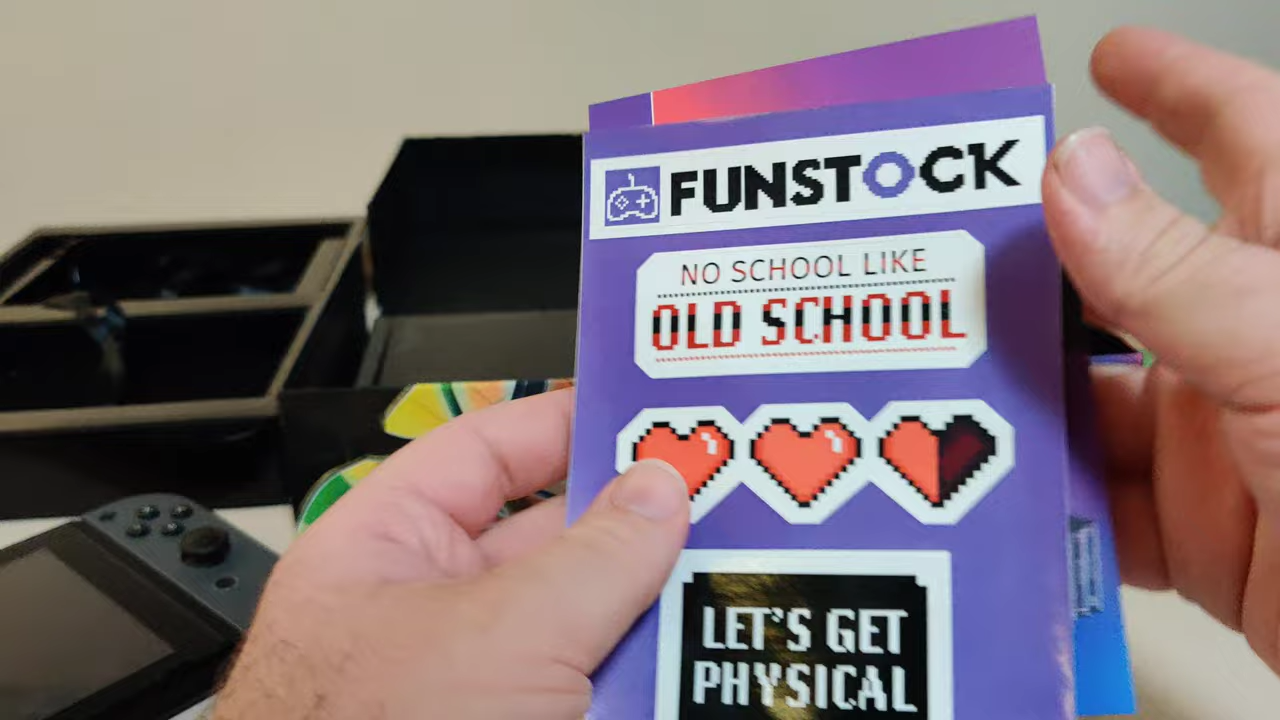 FUNSTOCK
NO SCHOOL LIKE
OLD SCHOOL
LET'S GET
PHYSICAL